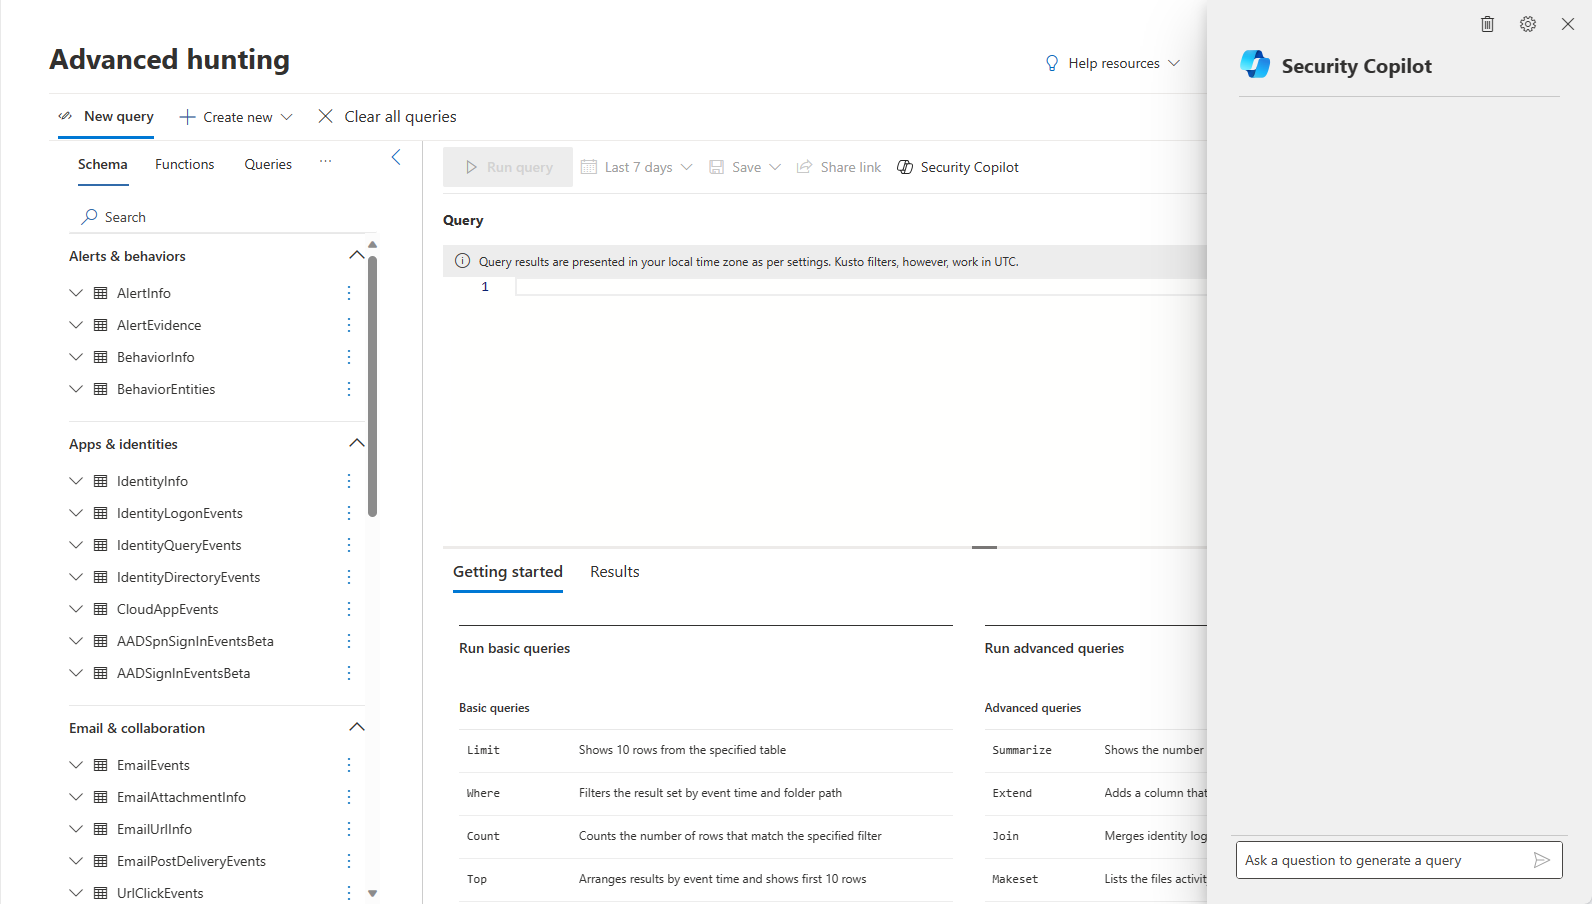 Advanced hunting
Help resources
New query
Create new
Clear all queries
Schema
Functions
Queries
...
Search
Alerts & behaviors
AlertInfo
AlertEvidence
BehaviorInfo
BehaviorEntities
Apps & identities
IdentityInfo
IdentityLogonEvents
IdentityQueryEvents
IdentityDirectoryEvents
CloudAppEvents
AADSpnSignInEventsBeta
AADSignInEventsBeta
Email & collaboration
EmailEvents
EmailAttachmentInfo
EmailUrlInfo
EmailPostDeliveryEvents
UrlClickEvents
Run query
Last 7 days
Save
Share link
Security Copilot
Query
Query results are presented in your local time zone as per settings. Kusto filters, however, work in UTC.
1
Getting started
Results
Run basic queries
Basic queries
Limit Shows 10 rows from the specified table
Where Filters the result set by event time and folder path
Count Counts the number of rows that match the specified filter
Top Arranges results by event time and shows first 10 rows
Run advanced queries
Advanced queries
Summarize Shows the number
Extend Adds a column that
Join Merges identity log
Makeset Lists the files activit
Security Copilot
Ask a question to generate a query